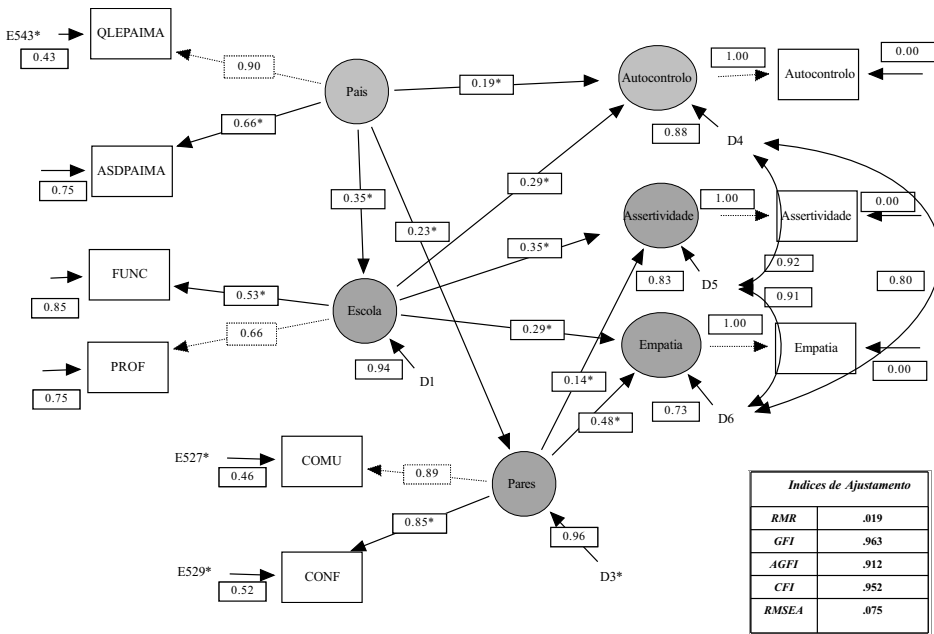 E543*
0.43
QLEPAIMA
0.90
Pais
0.19*
Autocontrolo
1.00
Autocontrolo
0.00
0.66*
0.88
D4
ASDPAIMA
0.75
0.35*
0.29*
0.23*
0.35*
Assertividade
1.00
Assertividade
0.00
0.92
0.83
D5
0.91
0.80
FUNC
0.85
0.53*
Escola
0.29*
Empatia
1.00
Empatia
0.00
PROF
0.75
0.66
0.94
D1
0.14*
0.48*
0.73
D6
E527*
0.46
COMU
0.89
Pares
0.85*
0.96
D3*
E529*
0.52
CONF
Indices de Ajustamento
RMR .019
GFI .963
AGFI .912
CFI .952
RMSEA .075